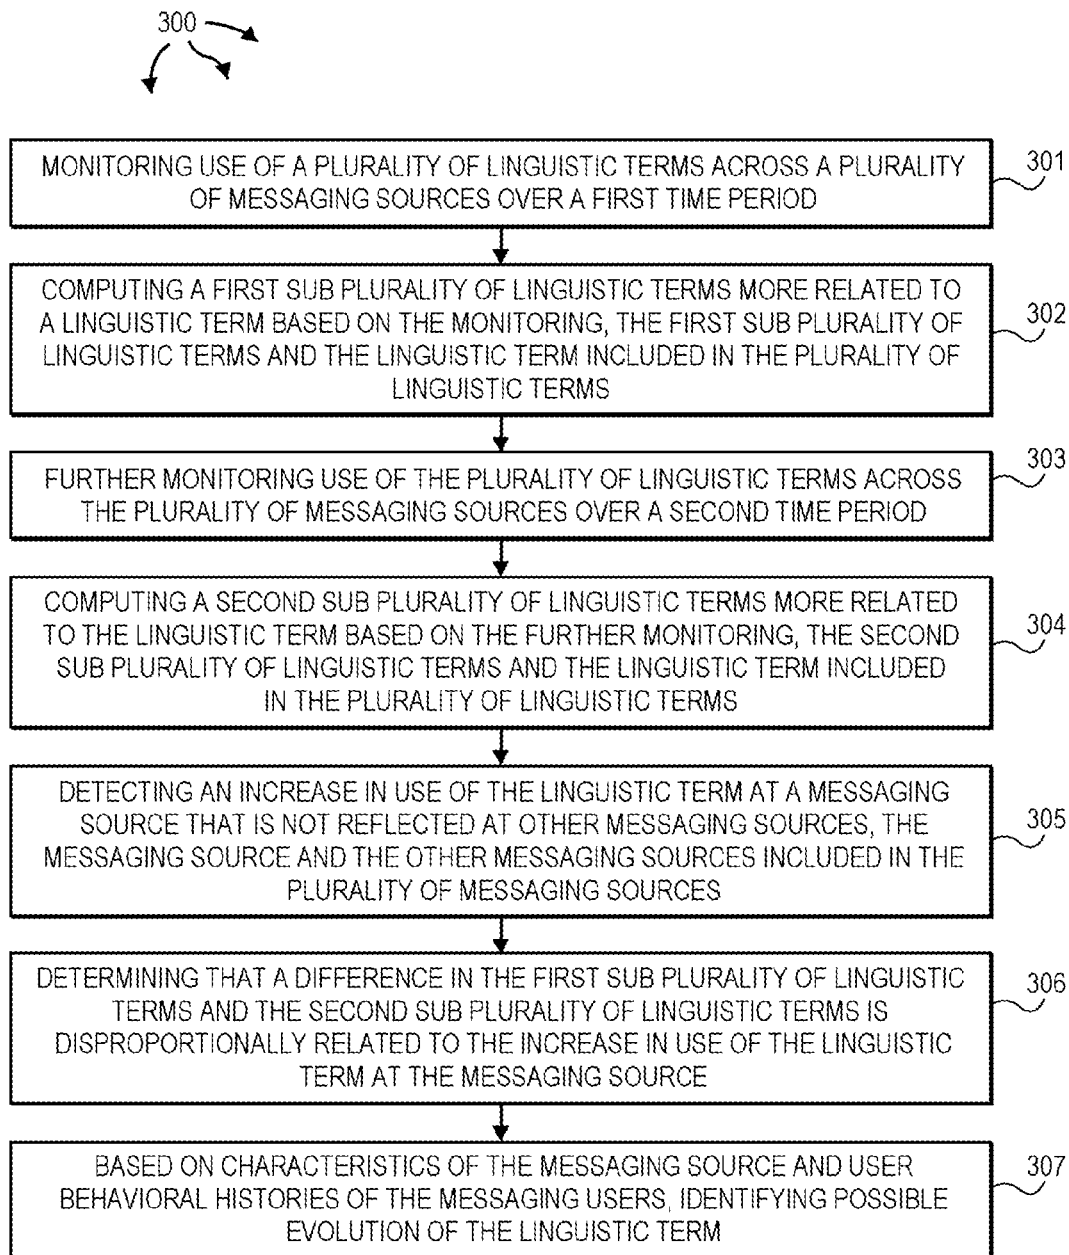 300
MONITORING USE OF A PLURALITY OF LINGUISTIC TERMS ACROSS A PLURALITY
OF MESSAGING SOURCES OVER A FIRST TIME PERIOD
301
COMPUTING A FIRST SUB PLURALITY OF LINGUISTIC TERMS MORE RELATED TO
A LINGUISTIC TERM BASED ON THE MONITORING, THE FIRST SUB PLURALITY OF
LINGUISTIC TERMS AND THE LINGUISTIC TERM INCLUDED IN THE PLURALITY OF
LINGUISTIC TERMS
302
FURTHER MONITORING USE OF THE PLURALITY OF LINGUISTIC TERMS ACROSS
THE PLURALITY OF MESSAGING SOURCES OVER A SECOND TIME PERIOD
303
COMPUTING A SECOND SUB PLURALITY OF LINGUISTIC TERMS MORE RELATED
TO THE LINGUISTIC TERM BASED ON THE FURTHER MONITORING, THE SECOND
SUB PLURALITY OF LINGUISTIC TERMS AND THE LINGUISTIC TERM INCLUDED
IN THE PLURALITY OF LINGUISTIC TERMS
304
DETECTING AN INCREASE IN USE OF THE LINGUISTIC TERM AT A MESSAGING
SOURCE THAT IS NOT REFLECTED AT OTHER MESSAGING SOURCES, THE
MESSAGING SOURCE AND THE OTHER MESSAGING SOURCES INCLUDED IN THE
PLURALITY OF MESSAGING SOURCES
305
DETERMINING THAT A DIFFERENCE IN THE FIRST SUB PLURALITY OF LINGUISTIC
TERMS AND THE SECOND SUB PLURALITY OF LINGUISTIC TERMS IS
DISPROPORTIONALLY RELATED TO THE INCREASE IN USE OF THE LINGUISTIC
TERM AT THE MESSAGING SOURCE
306
BASED ON CHARACTERISTICS OF THE MESSAGING SOURCE AND USER
BEHAVIORAL HISTORIES OF THE MESSAGING USERS, IDENTIFYING POSSIBLE
EVOLUTION OF THE LINGUISTIC TERM
307